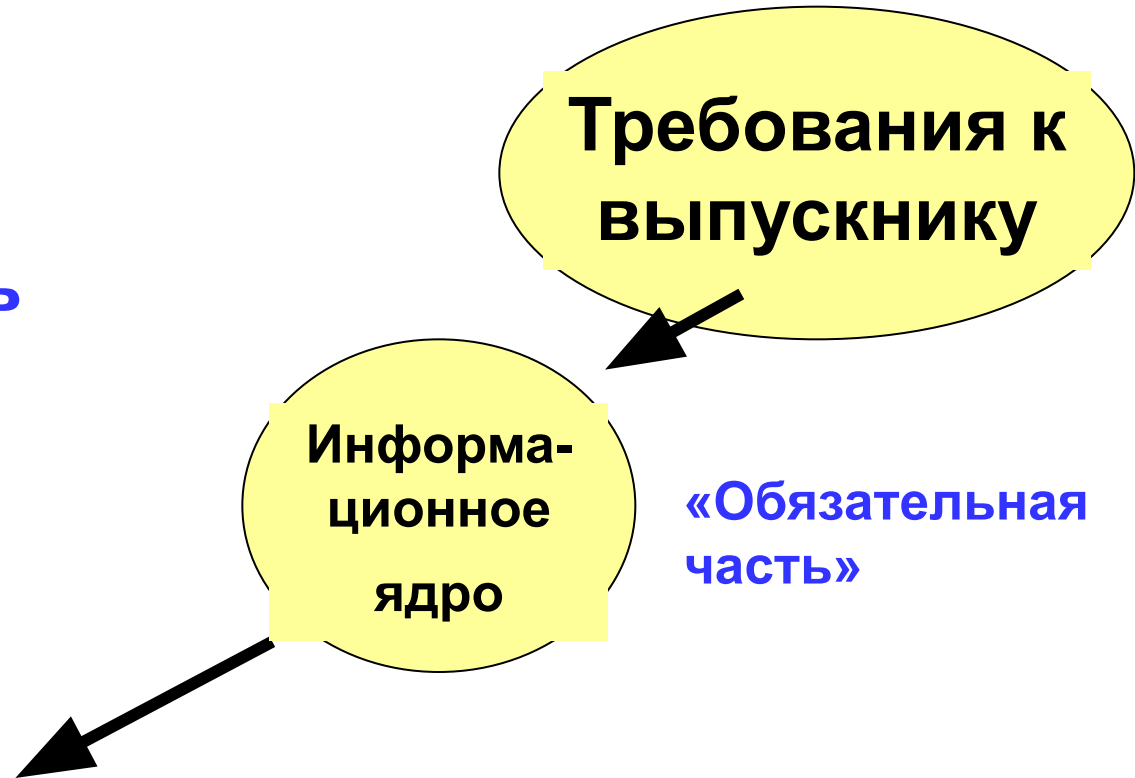 Требования к
выпускнику
ь
Информа-
ционное
ядро
«Обязательная
часть»